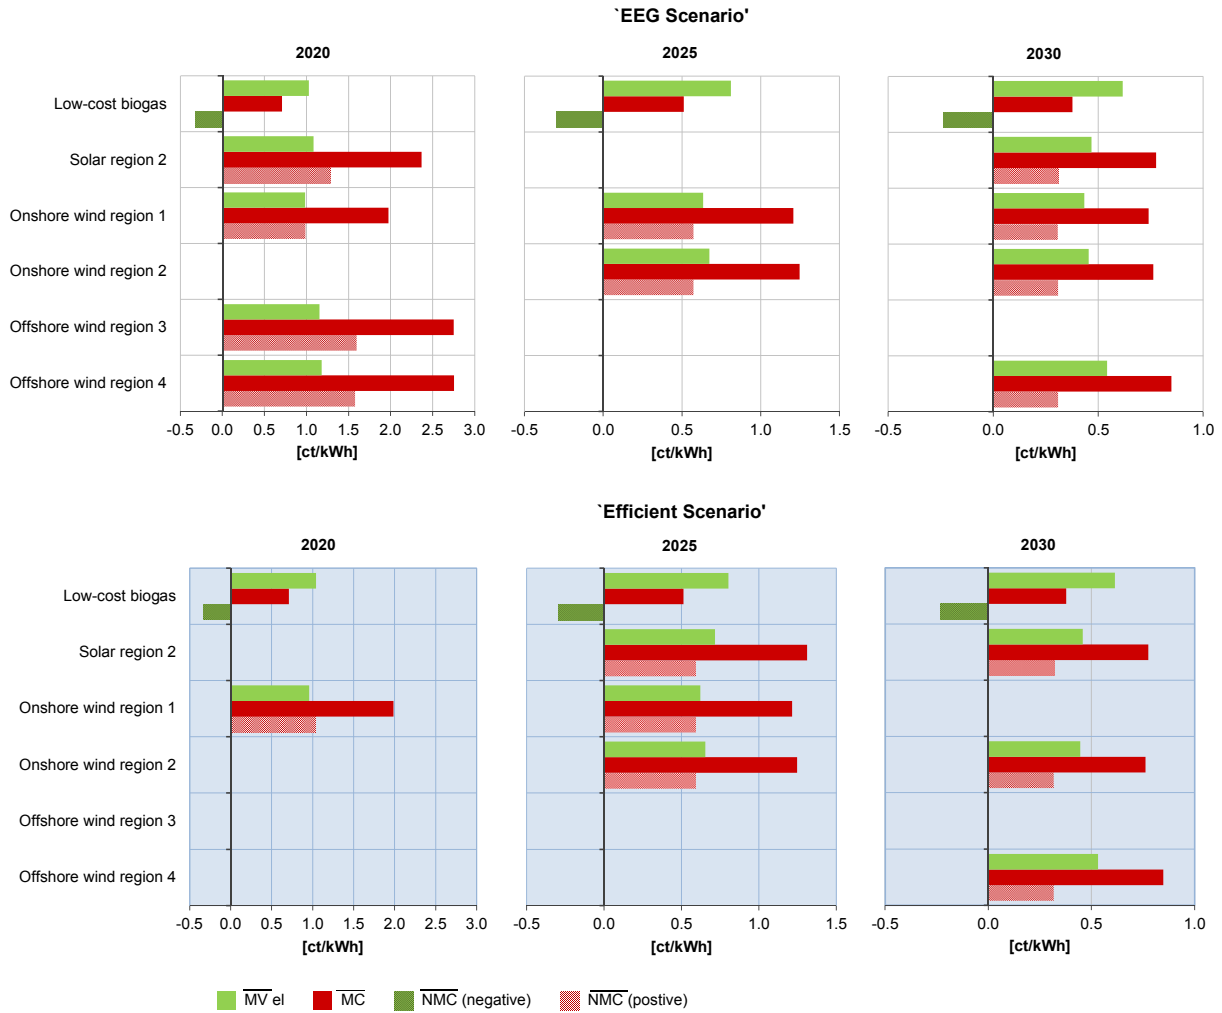 `EEG Scenario'
2020 2025 2030
Low-cost biogas
Solar region 2
Onshore wind region 1
Onshore wind region 2
Offshore wind region 3
Offshore wind region 4
-0.5 0.0 0.5 1.0 1.5 2.0 2.5 3.0 -0.5 0.0 0.5 1.0 1.5 -0.5 0.0 0.5 1.0
[ct/kWh] [ct/kWh] [ct/kWh]
`Efficient Scenario'
2020 2025 2030
Low-cost biogas
Solar region 2
Onshore wind region 1
Onshore wind region 2
Offshore wind region 3
Offshore wind region 4
-0.5 0.0 0.5 1.0 1.5 2.0 2.5 3.0 -0.5 0.0 0.5 1.0 1.5 -0.5 0.0 0.5 1.0
[ct/kWh] [ct/kWh] [ct/kWh]
M̅V̅ el M̅C̅ N̅M̅C̅ (negative) N̅M̅C̅ (postive)